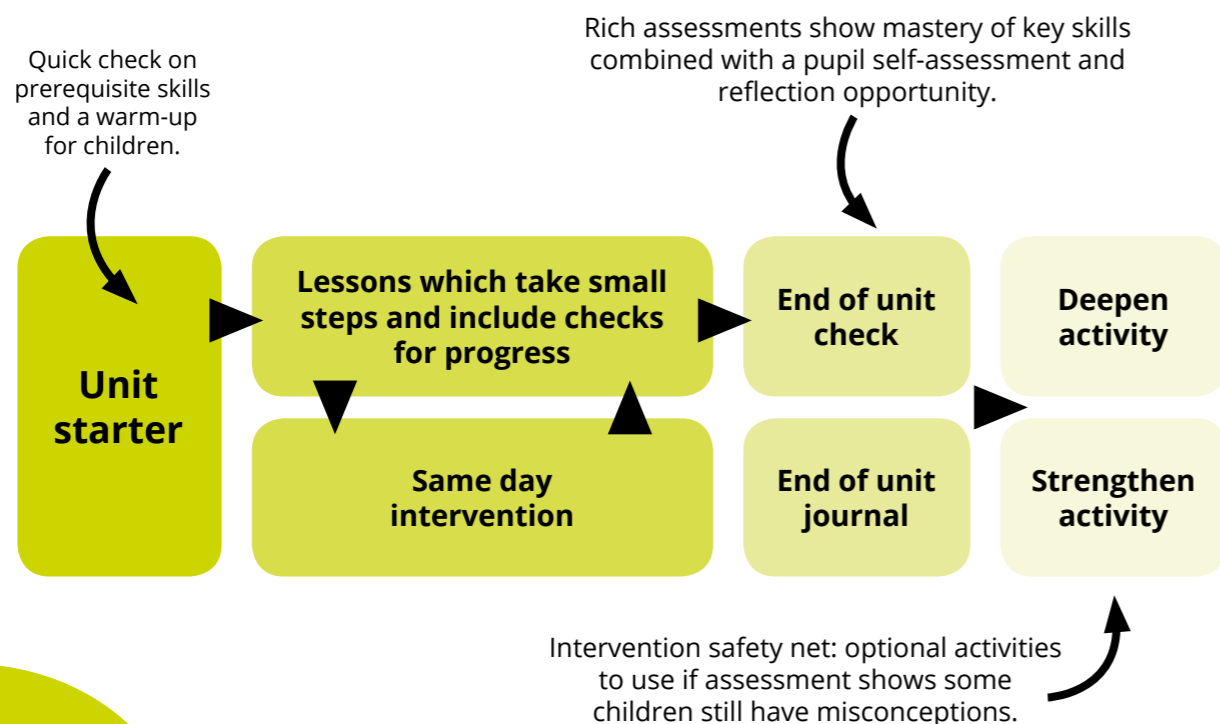 Quick check on
prerequisite skills
and a warm-up
for children.
Rich assessments show mastery of key skills
combined with a pupil self-assessment and
reflection opportunity.
Unit
starter
Lessons which take small
steps and include checks
for progress
Same day
intervention
End of unit
check
End of unit
journal
Deepen
activity
Strengthen
activity
Intervention safety net: optional activities
to use if assessment shows some
children still have misconceptions.